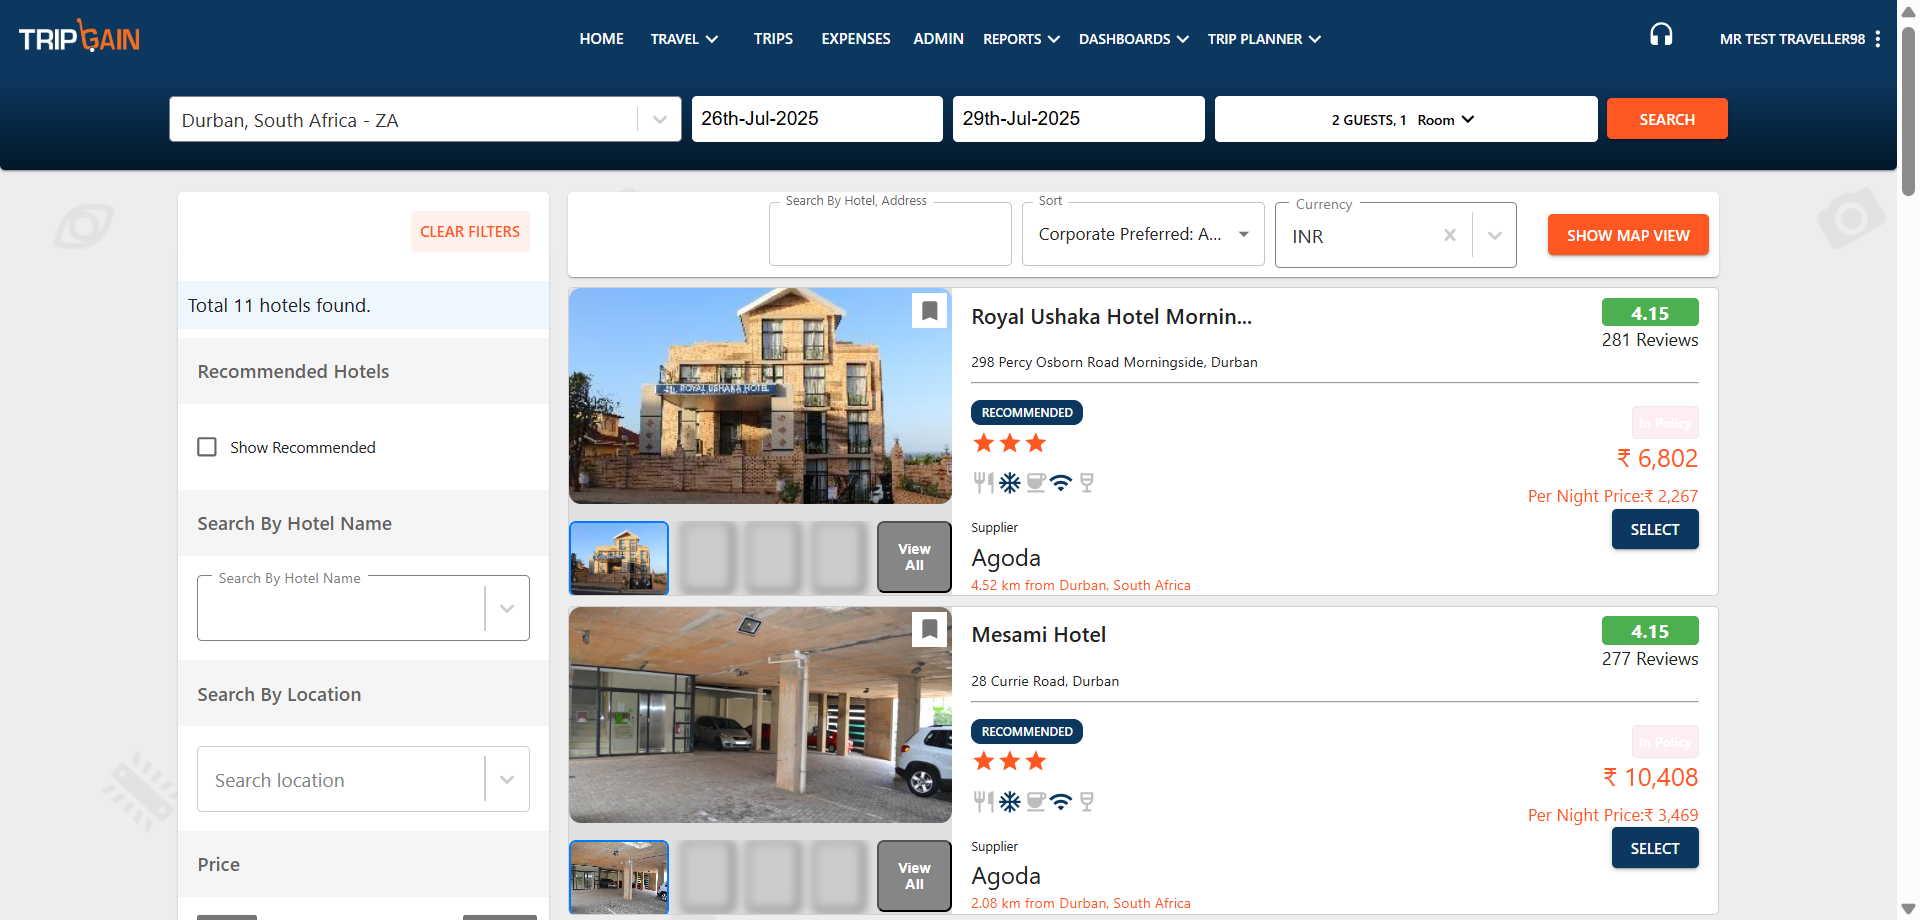 TRIPGAIN
HOME
TRAVEL
TRIPS
EXPENSES
ADMIN
REPORTS
DASHBOARDS
TRIP PLANNER
MR TEST TRAVELLER98
Durban, South Africa - ZA
26th-Jul-2025
29th-Jul-2025
2 GUESTS, 1 Room
SEARCH
CLEAR FILTERS
Total 11 hotels found.
Recommended Hotels
Show Recommended
Search By Hotel Name
Search By Hotel Name
Search By Location
Search location
Price
Search By Hotel, Address
Sort
Corporate Preferred: A...
Currency
INR
SHOW MAP VIEW
ROYAL USHAKA HOTEL
View
All
Royal Ushaka Hotel Mornin...
4.15
281 Reviews
298 Percy Osborn Road Morningside, Durban
RECOMMENDED
In Policy
₹ 6,802
Per Night Price:₹ 2,267
SELECT
Supplier
Agoda
4.52 km from Durban, South Africa
View
All
Mesami Hotel
4.15
277 Reviews
28 Currie Road, Durban
RECOMMENDED
In Policy
₹ 10,408
Per Night Price:₹ 3,469
SELECT
Supplier
Agoda
2.08 km from Durban, South Africa